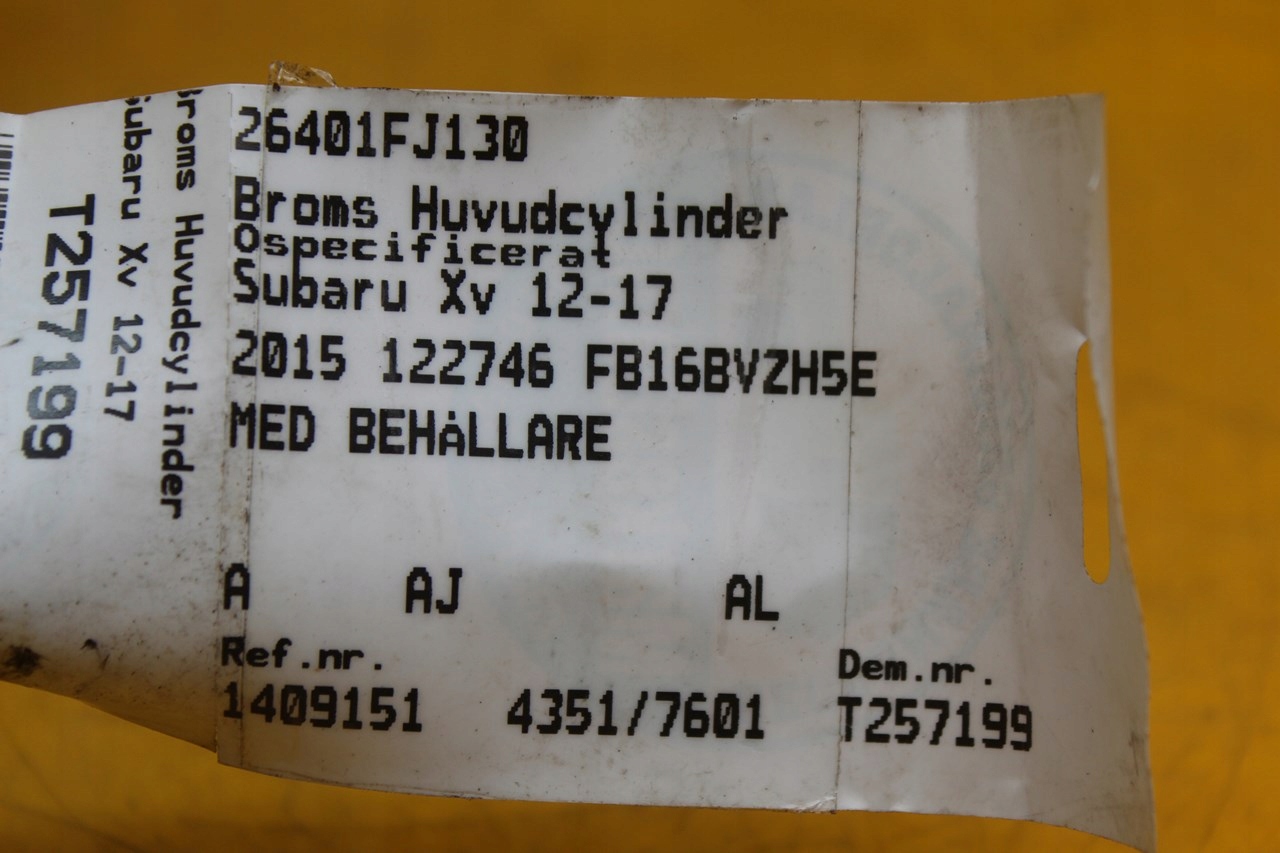 26401FJ130
Broms Huvudcylinder
Ospecificerat
Subaru Xv 12-17
2015 122746 FB16BVZH5E
MED BEHÅLLARE
A AJ AL
Ref.nr. Dem.nr.
1409151 4351/7601 T257199
Broms Huvudcylinder
Subaru Xv 12-17
T257199